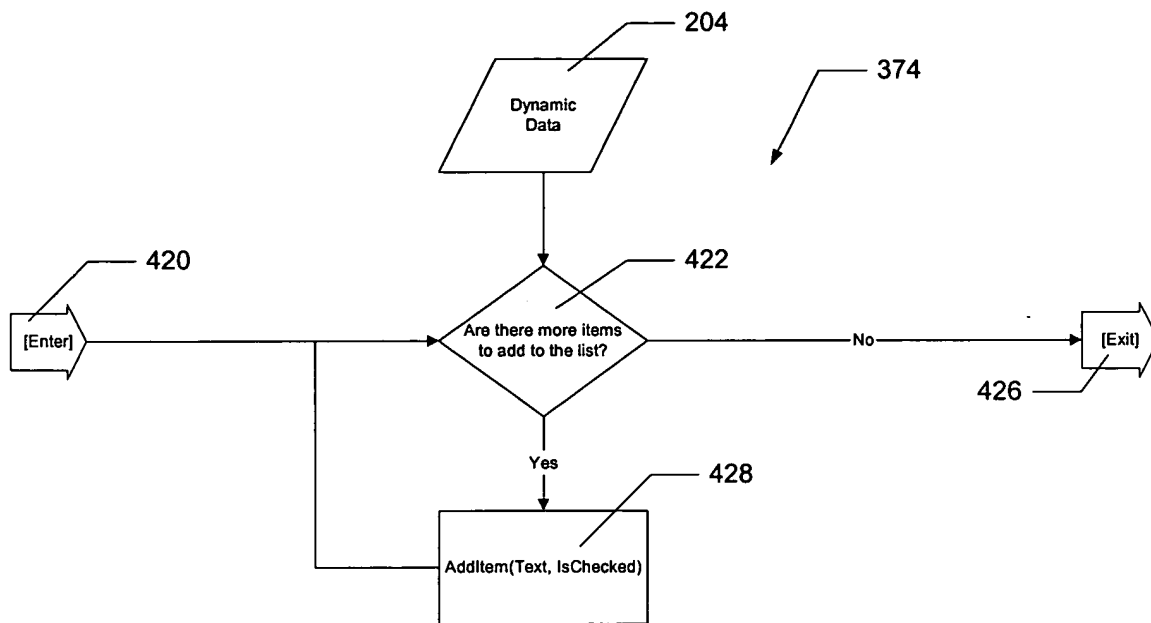 204
374
Dynamic
Data
420
422
[Enter]
Are there more items
to add to the list?
No
[Exit]
426
Yes
428
AddItem(Text, IsChecked)